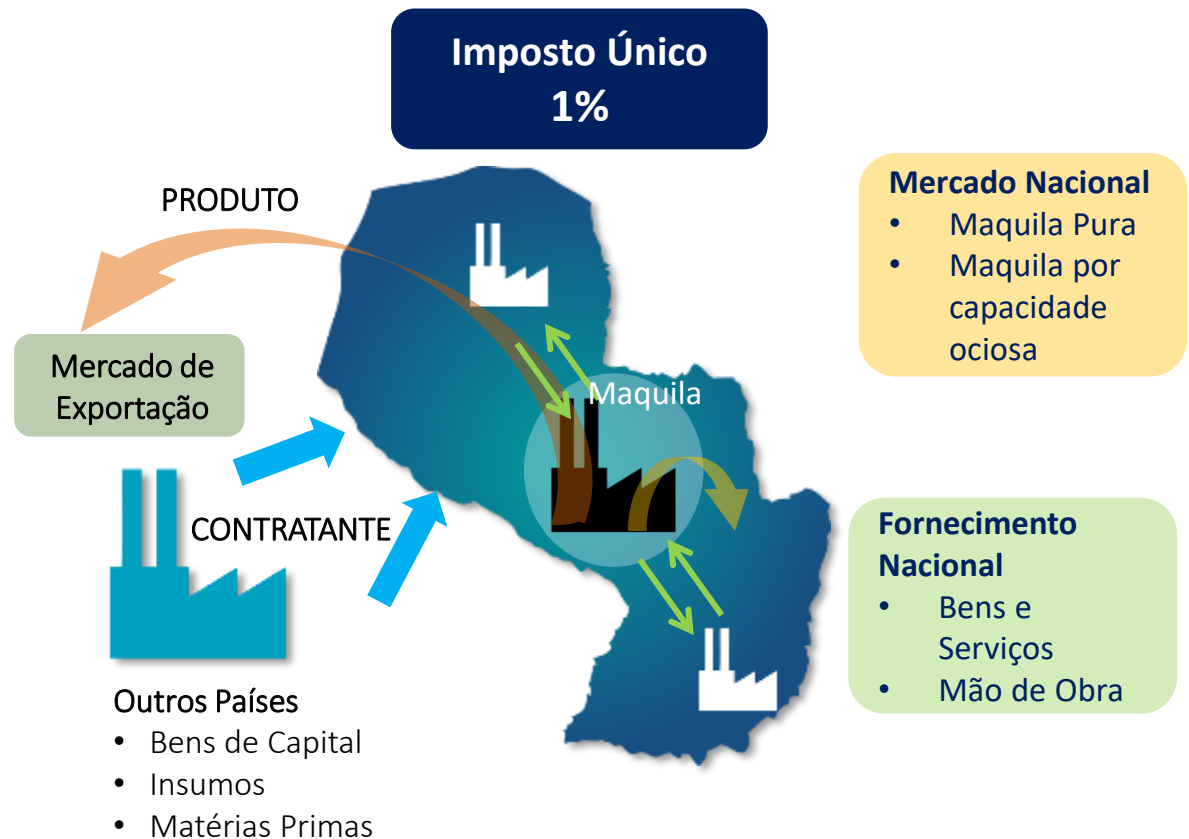 Imposto Único
1%
PRODUTO
Mercado Nacional
• Maquila Pura
• Maquila por
capacidade
ociosa
Mercado de
Exportação
Maquila
CONTRATANTE
Fornecimento
Nacional
• Bens e
Serviços
• Mão de Obra
Outros Países
• Bens de Capital
• Insumos
• Matérias Primas